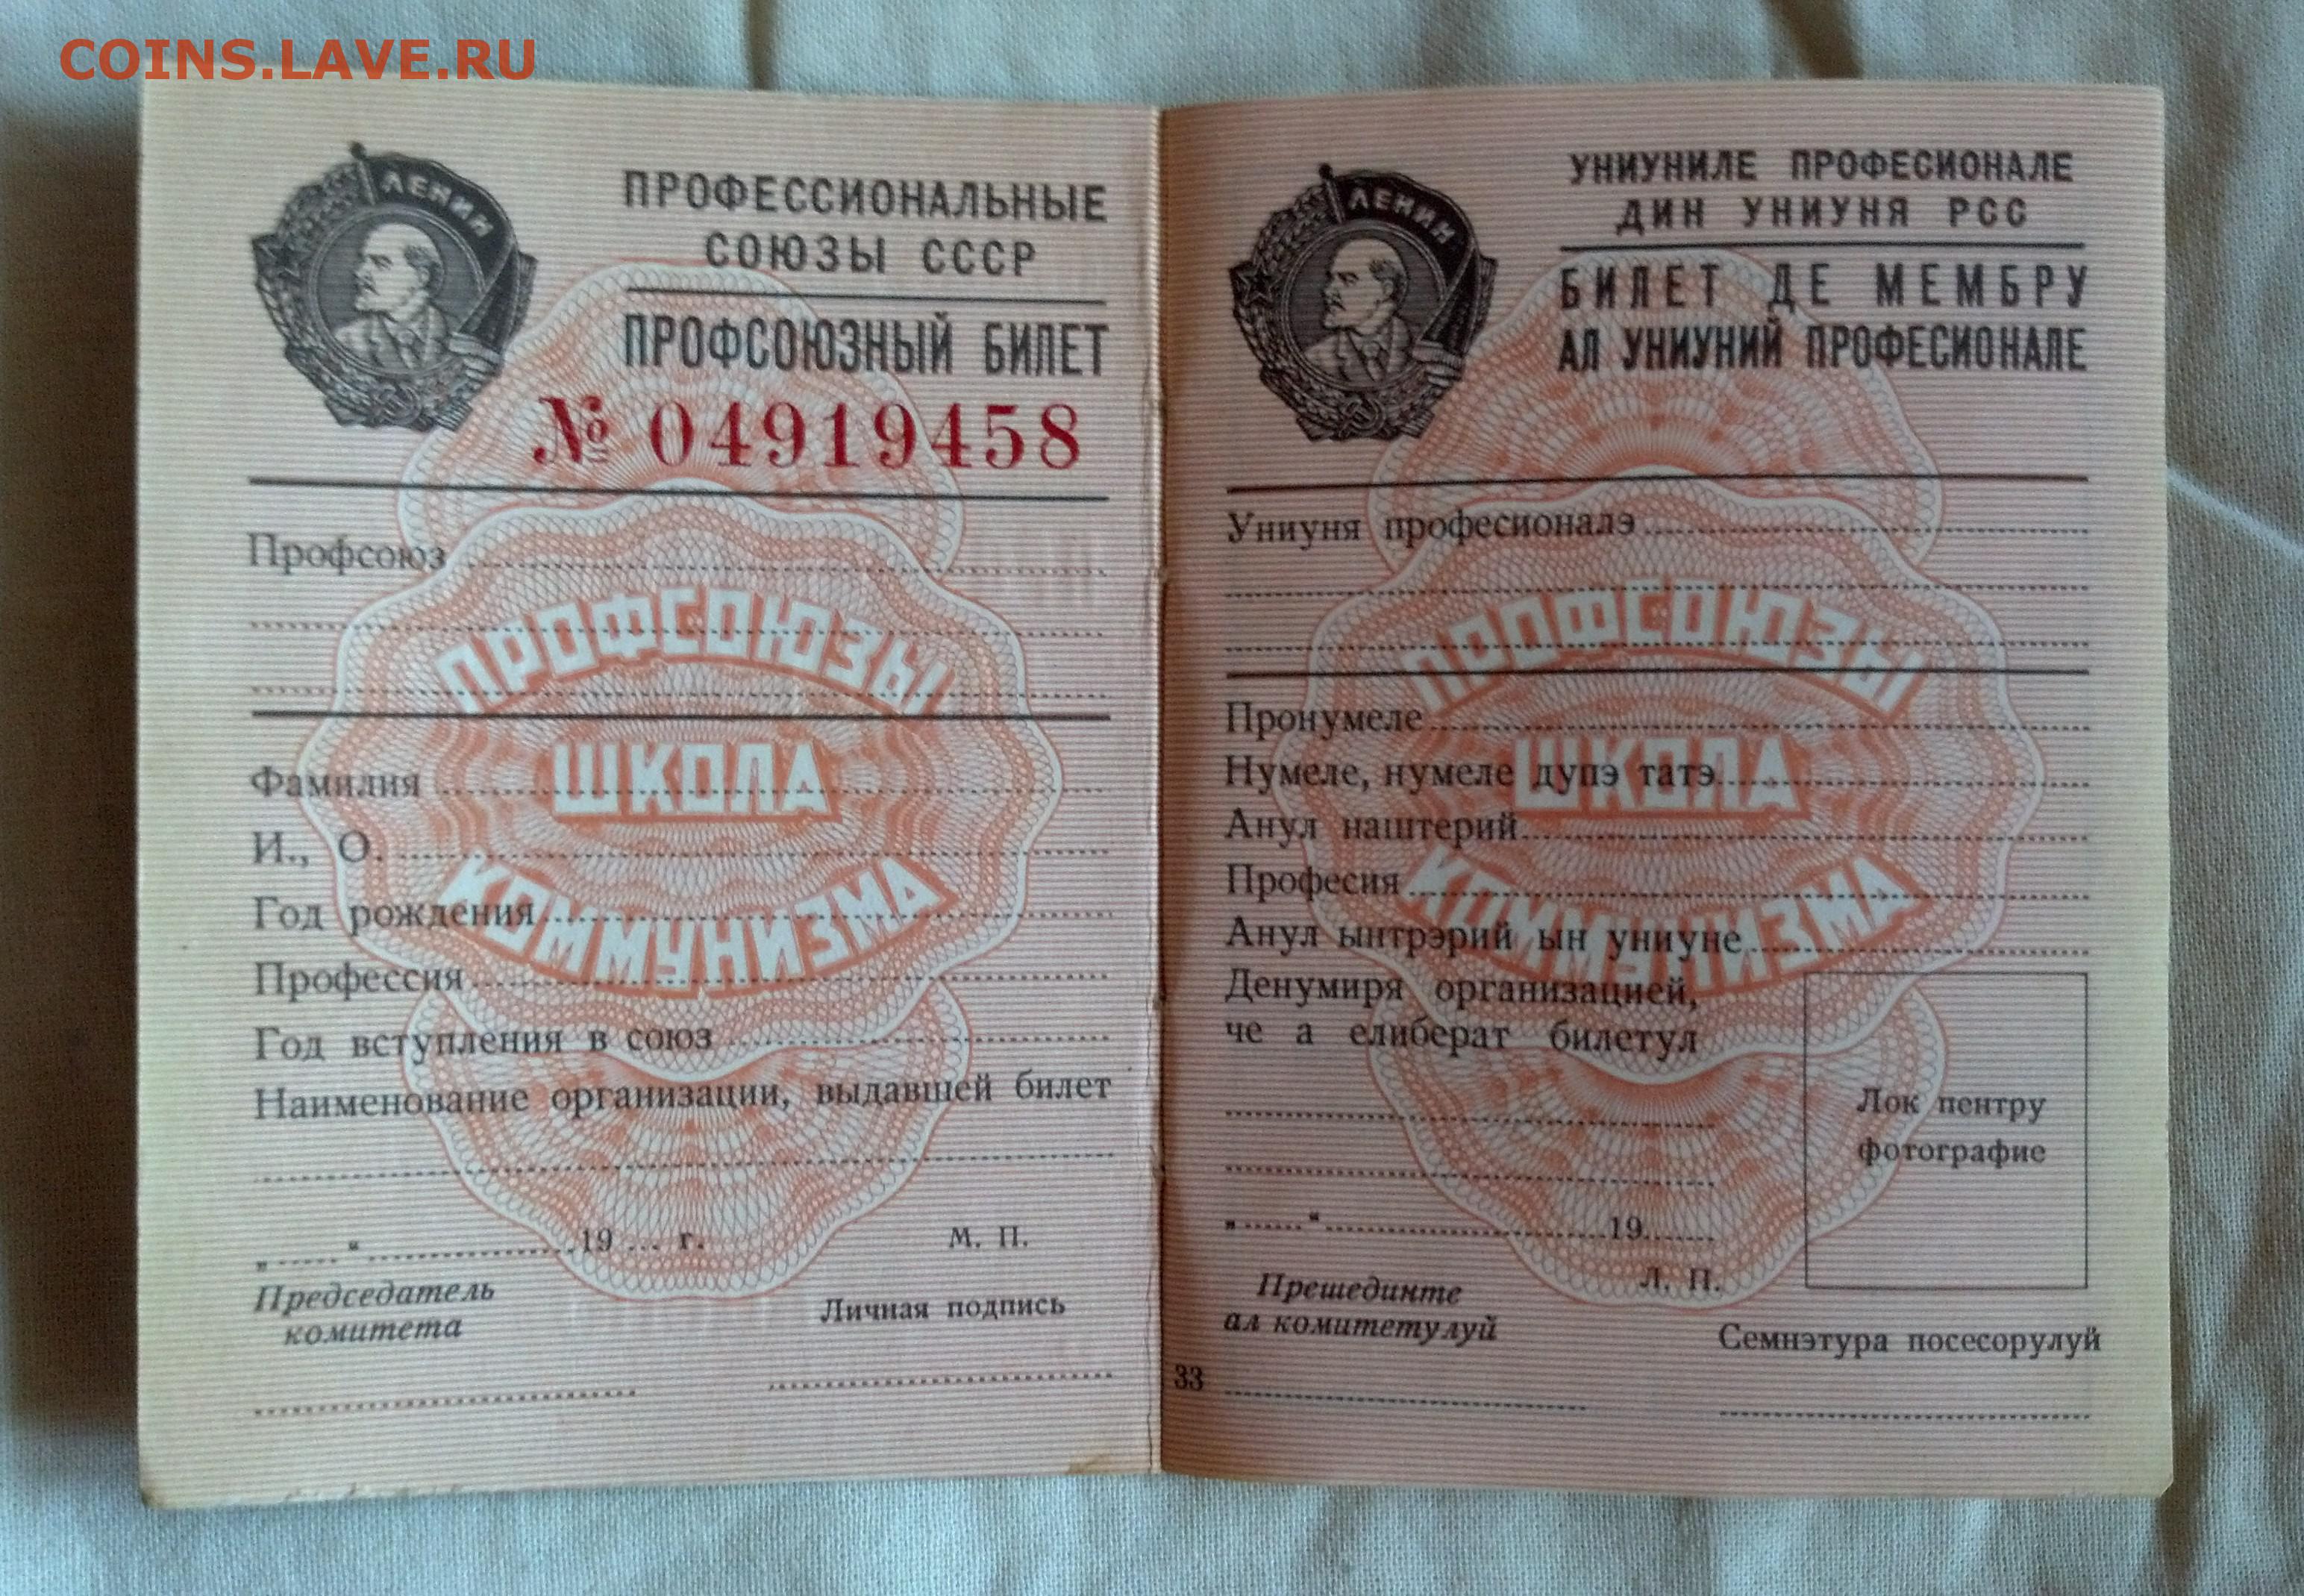 COINS.LAVE.RU
ЛЕНИН
ПРОФЕССИОНАЛЬНЫЕ
СОЮЗЫ СССР
ПРОФСОЮЗНЫЙ БИЛЕТ
№ 04919458
Профсоюз
ПРОФСОЮЗЫ
ШКОЛА
КОММУНИЗМА
Фамилия
И., О.
Год рождения
Профессия
Год вступления в союз
Наименование организации, выдавшей билет
„......“ 19 ... г. М. П.
Председатель
комитета
Личная подпись
ЛЕНИН
УНИУНИЛЕ ПРОФЕСИОНАЛЕ
ДИН УНИУНЯ РСС
БИЛЕТ ДЕ МЕМБРУ
АЛ УНИУНИЙ ПРОФЕСИОНАЛЕ
Униуня професионалэ
ПРОФСОЮЗЫ
ШКОЛА
КОММУНИЗМА
Пронумеле
Нумеле, нумеле дупэ татэ
Анул наштерий
Професия
Анул ынтрэрий ын униуне
Денумиря организацией,
че а елиберат билетул
Лок пентру
фотографие
„......“ 19......
Л. П.
Прешединте
ал комитетулуй
Семнэтура посесорулуй
33